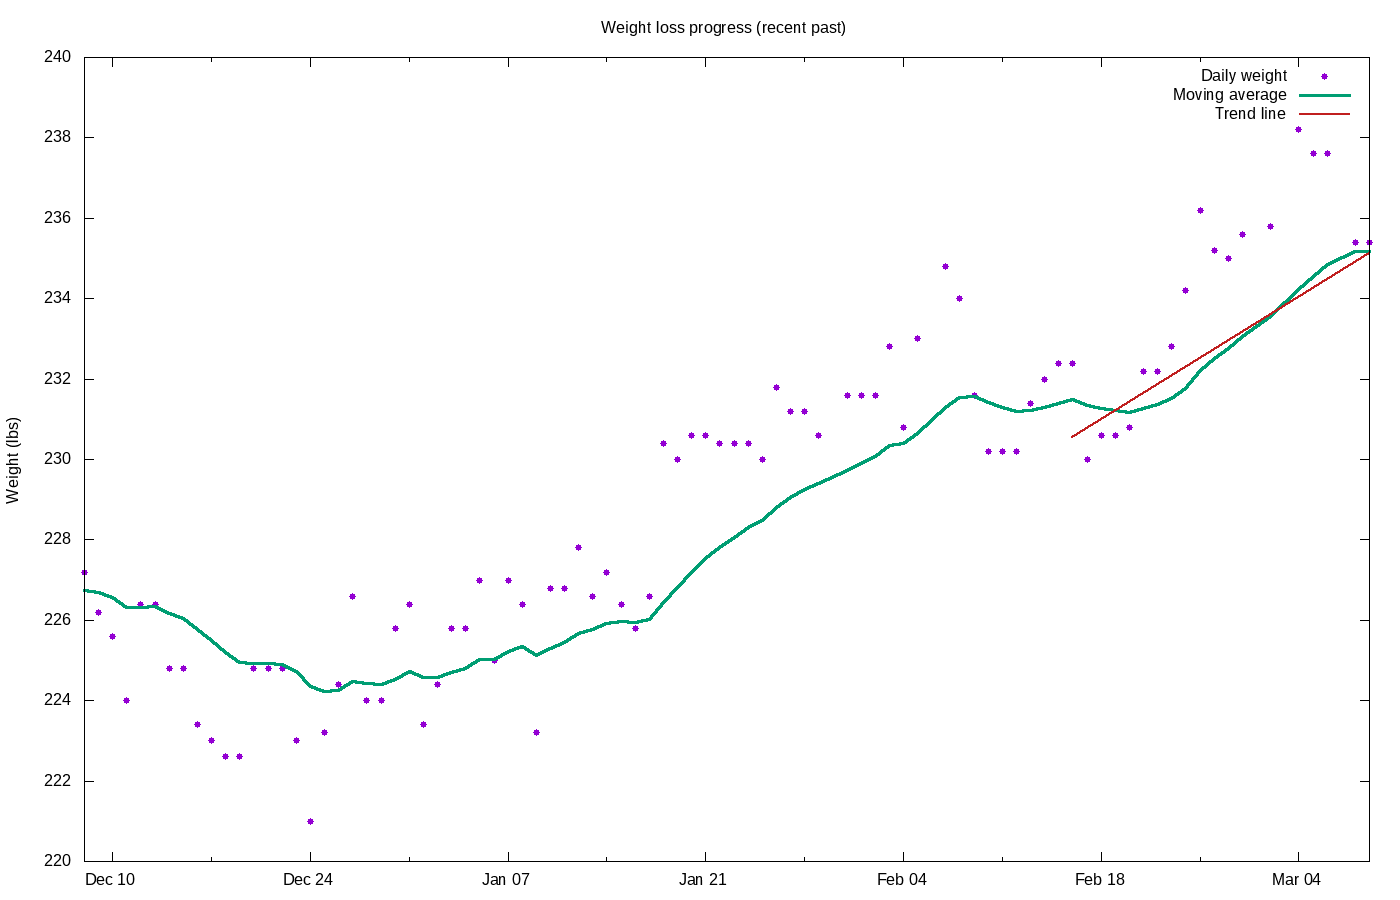 Weight loss progress (recent past)
Daily weight
Moving average
Trend line
Weight (lbs)
240
238
236
234
232
230
228
226
224
222
220
Dec 10 Dec 24 Jan 07 Jan 21 Feb 04 Feb 18 Mar 04